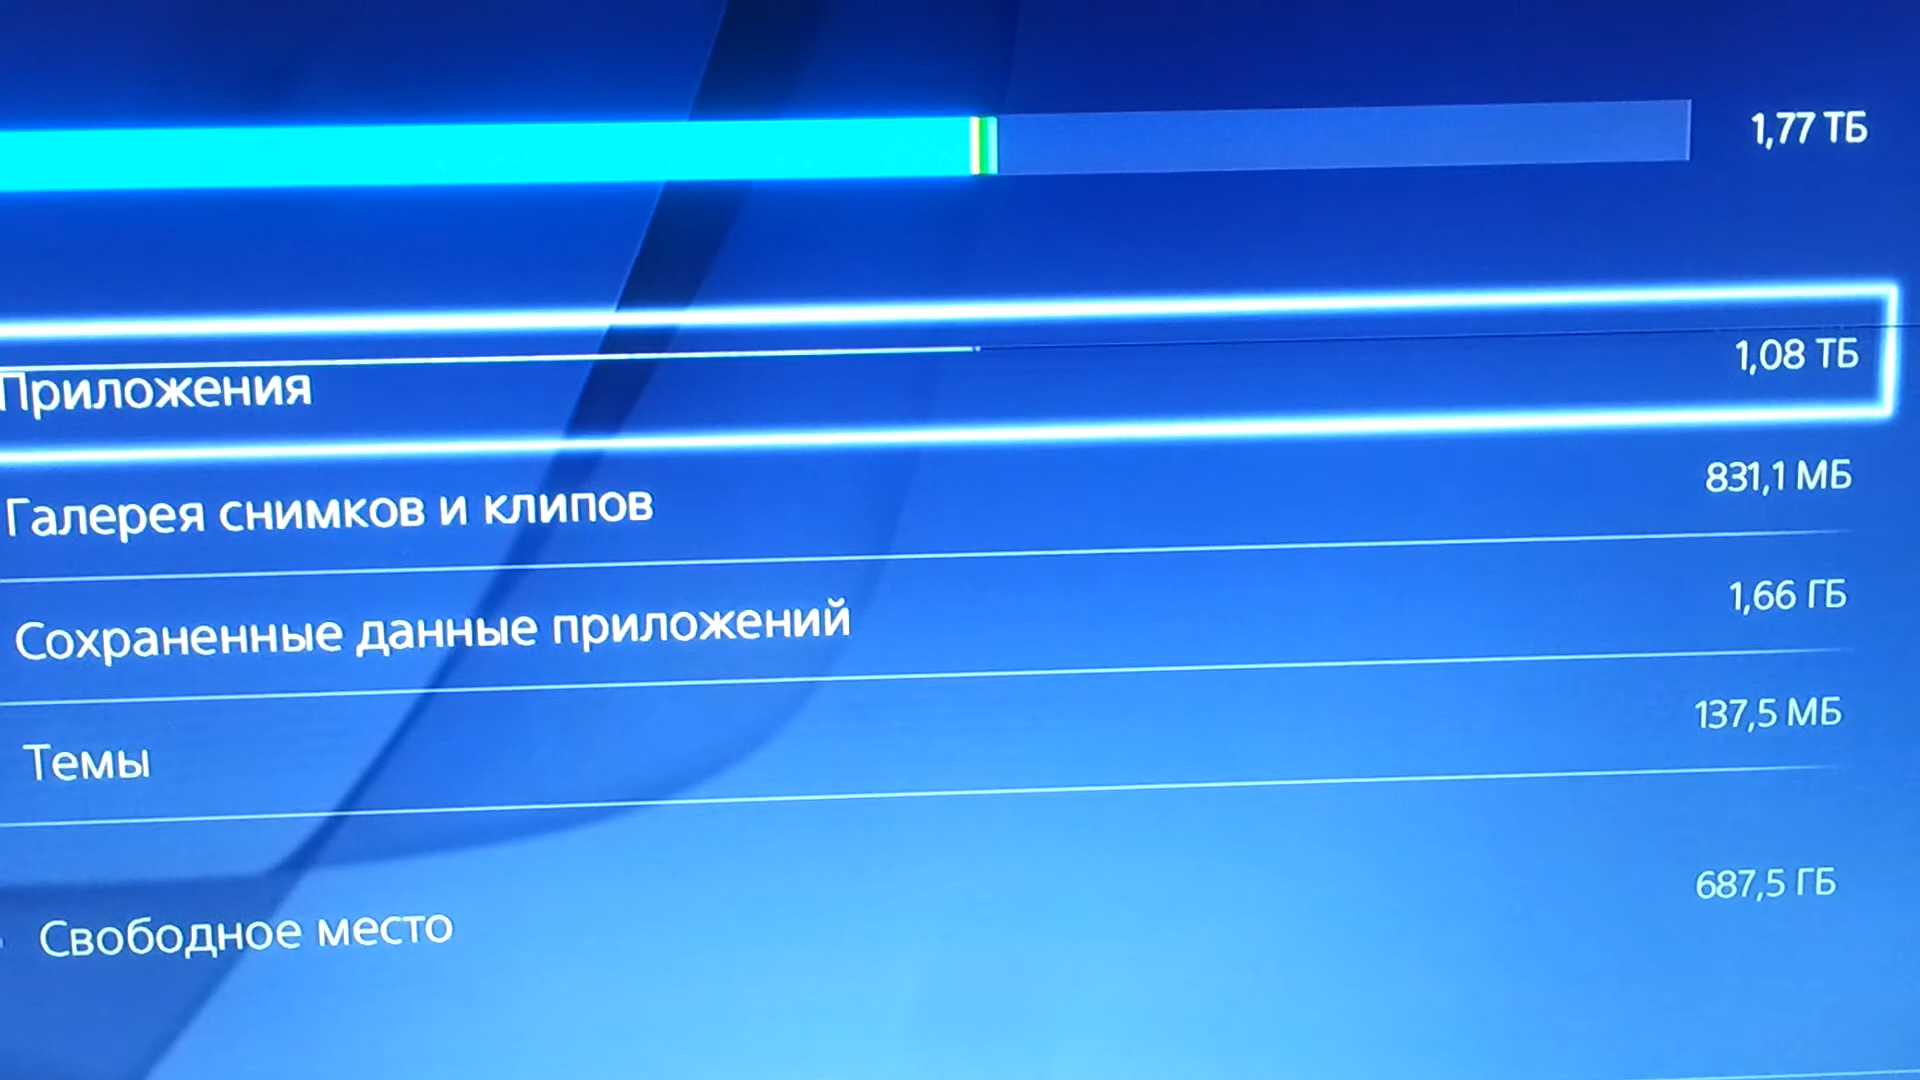 1,77 ТБ
Приложения 1,08 ТБ
Галерея снимков и клипов 831,1 МБ
Сохраненные данные приложений 1,66 ГБ
Темы 137,5 МБ
Свободное место 687,5 ГБ